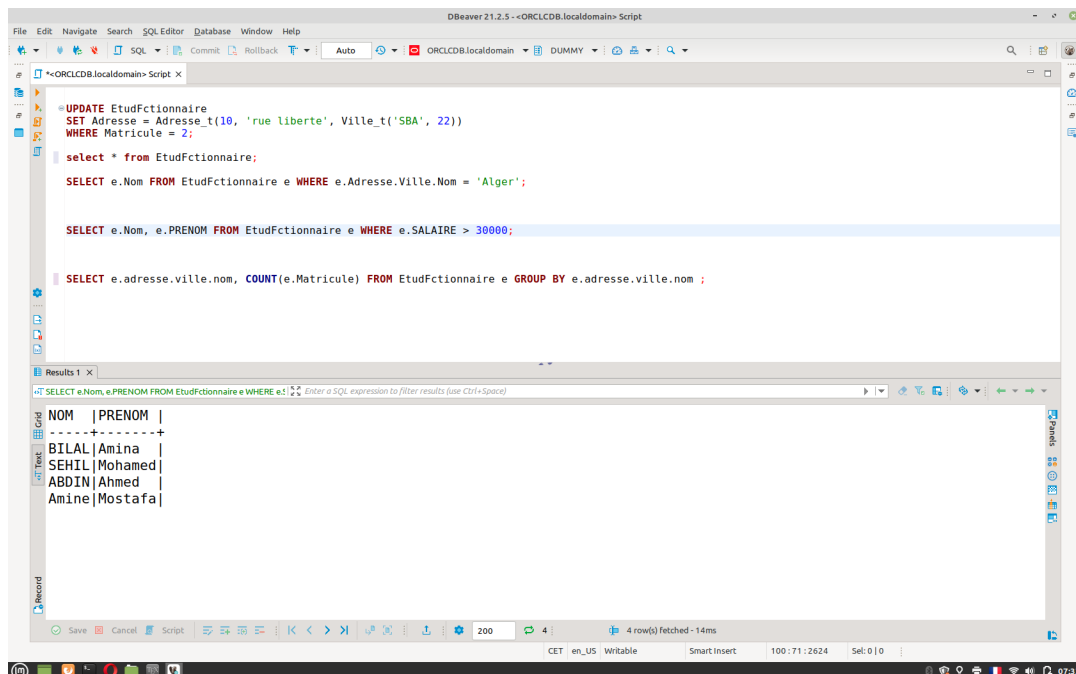 DBeaver 21.2.5 - <ORCLCDB.localdomain> Script
File Edit Navigate Search SQL Editor Database Window Help
SQL Commit Rollback Auto ORCLCDB.localdomain DUMMY
*<ORCLCDB.localdomain> Script
UPDATE EtudFctionnaire
SET Adresse = Adresse_t(10, 'rue liberte', Ville_t('SBA', 22))
WHERE Matricule = 2;
select * from EtudFctionnaire;
SELECT e.Nom FROM EtudFctionnaire e WHERE e.Adresse.Ville.Nom = 'Alger';
SELECT e.Nom, e.PRENOM FROM EtudFctionnaire e WHERE e.SALAIRE > 30000;
SELECT e.adresse.ville.nom, COUNT(e.Matricule) FROM EtudFctionnaire e GROUP BY e.adresse.ville.nom ;
Results 1
SELECT e.Nom, e.PRENOM FROM EtudFctionnaire e WHERE e.S Enter a SQL expression to filter results (use Ctrl+Space)
Grid
Text
Record
Panels
NOM |PRENOM |
-----+-------+
BILAL|Amina |
SEHIL|Mohamed|
ABDIN|Ahmed |
Amine|Mostafa|
Save Cancel Script 200 4 4 row(s) fetched - 14ms
CET en_US Writable Smart Insert 100 : 71 : 2624 Sel: 0 | 0